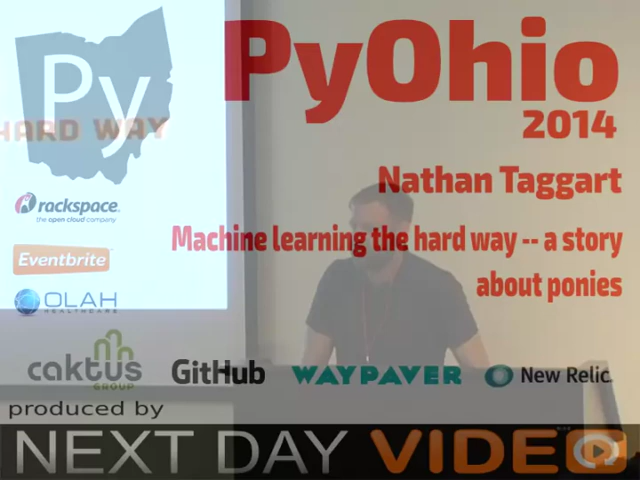 Py
PyOhio
2014
HARD WAY
Nathan Taggart
rackspace.
the open cloud company
Machine learning the hard way -- a story
about ponies
Eventbrite
OLAH
HEALTHCARE
caktus
GROUP
GitHub
WAYPAVER
New Relic.
produced by
NEXT DAY VIDEO